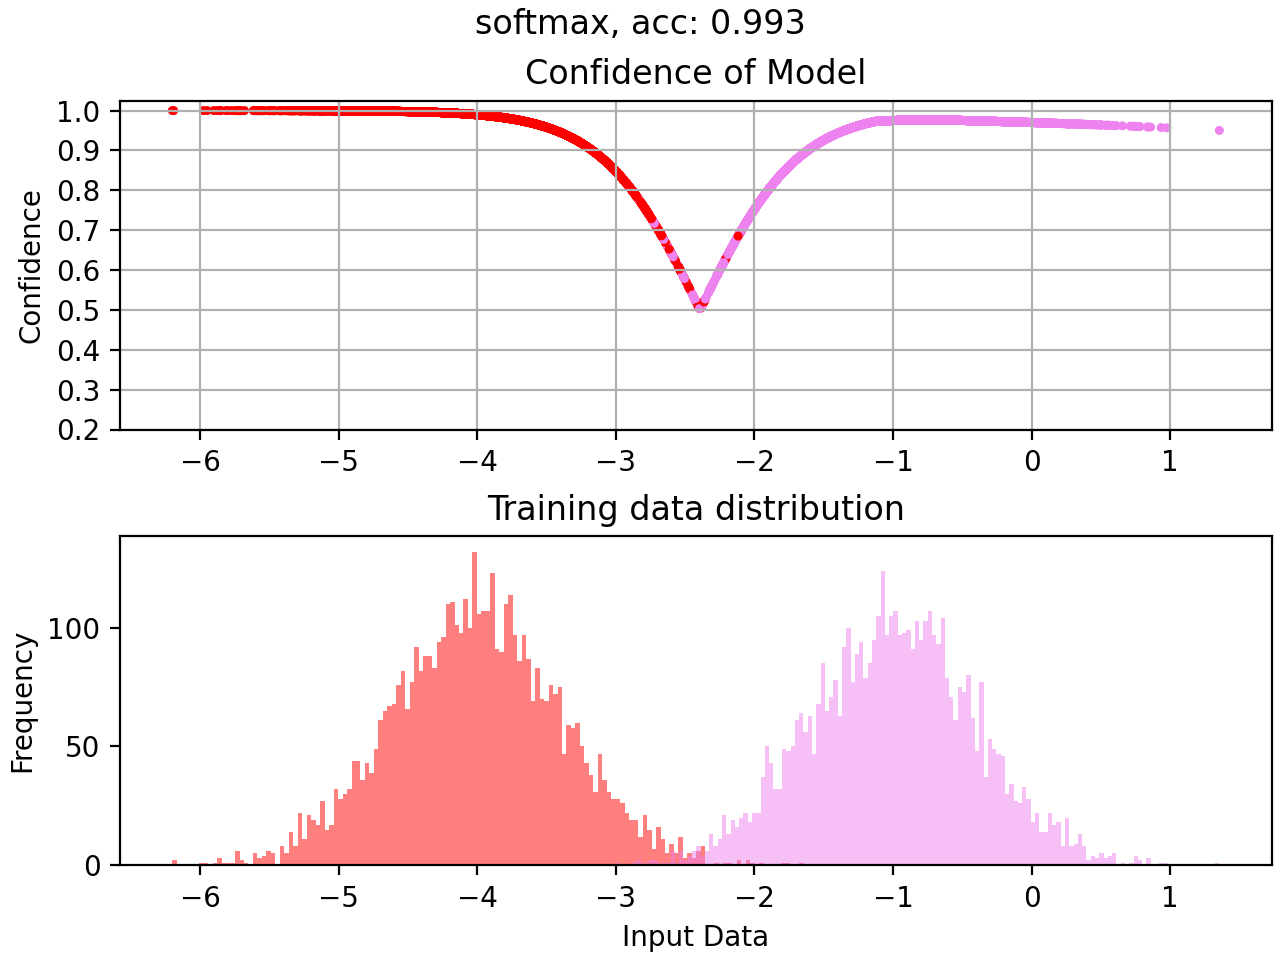 softmax, acc: 0.993
Confidence of Model
1.0
0.9
0.8
0.7
0.6
0.5
0.4
0.3
0.2
Confidence
−6 −5 −4 −3 −2 −1 0 1
Training data distribution
100
50
0
Frequency
−6 −5 −4 −3 −2 −1 0 1
Input Data